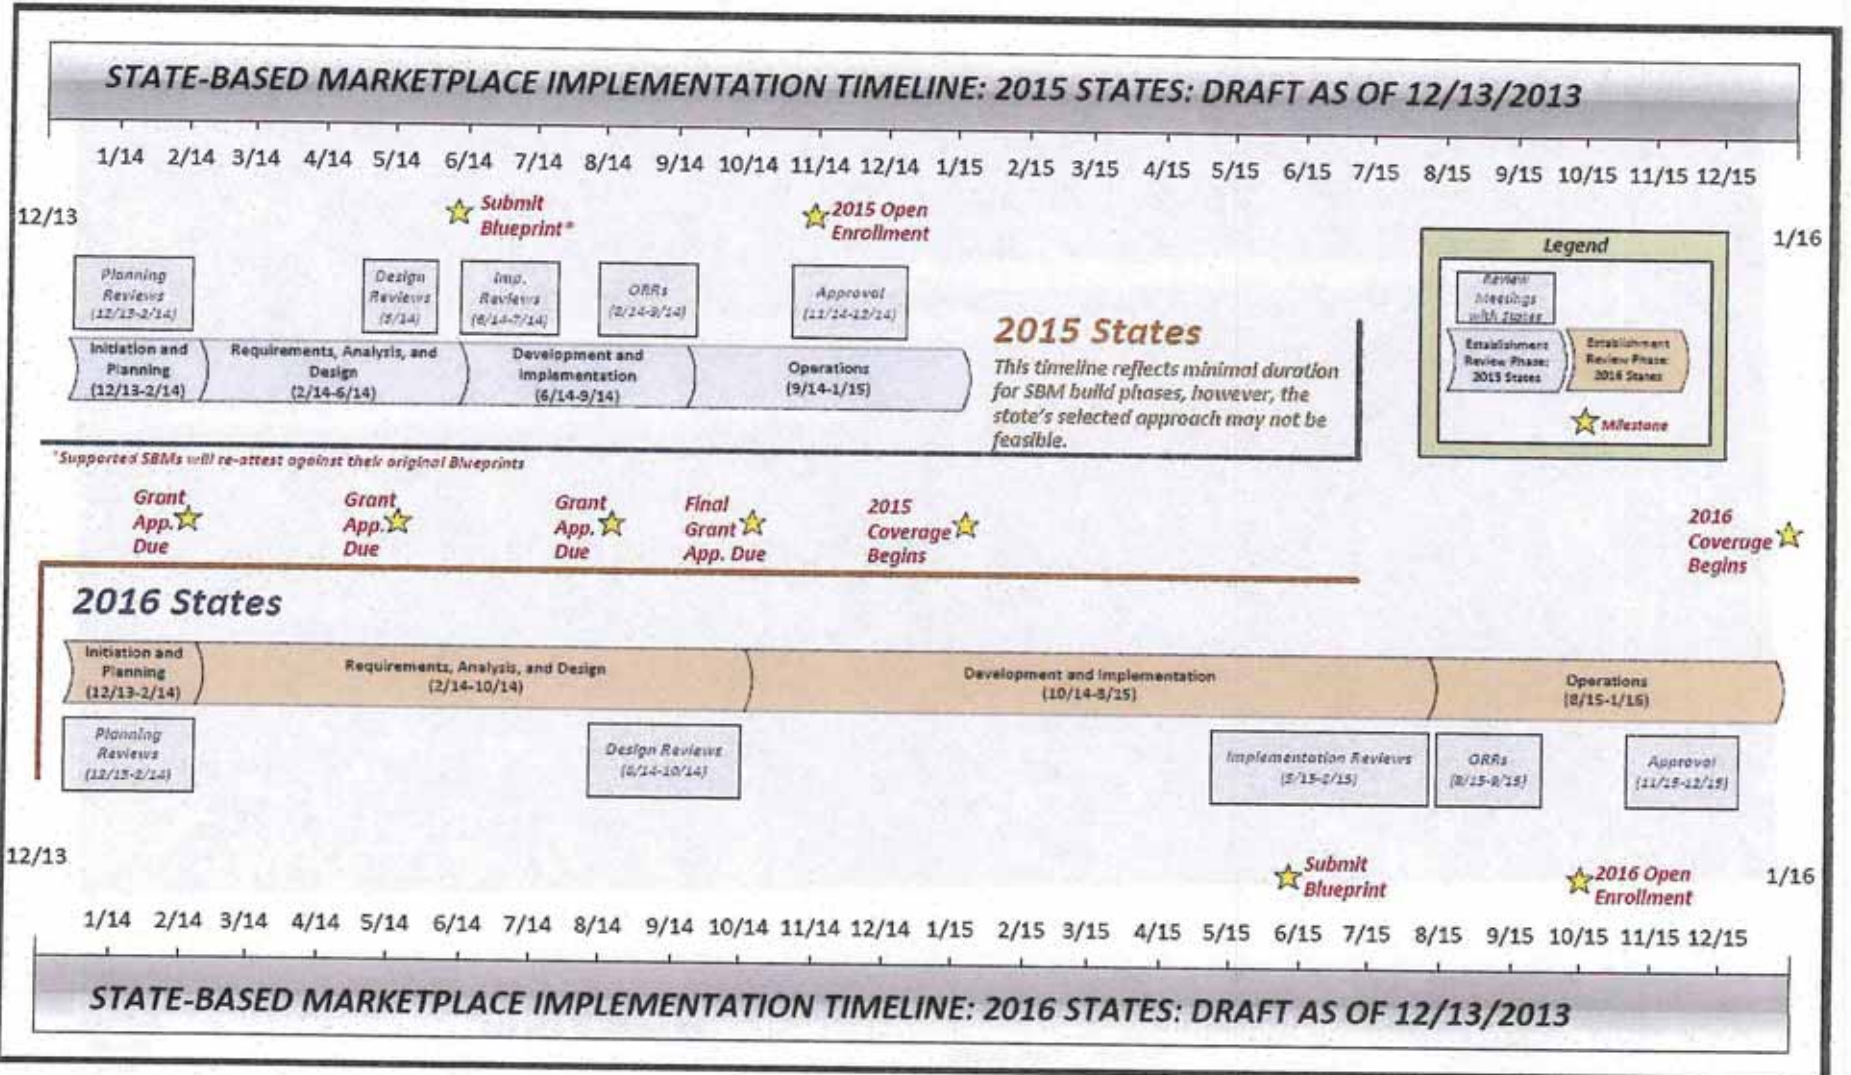 STATE-BASED MARKETPLACE IMPLEMENTATION TIMELINE: 2015 STATES: DRAFT AS OF 12/13/2013
1/14 2/14 3/14 4/14 5/14 6/14 7/14 8/14 9/14 10/14 11/14 12/14 1/15 2/15 3/15 4/15 5/15 6/15 7/15 8/15 9/15 10/15 11/15 12/15
12/13
1/16
Submit
Blueprint*
2015 Open
Enrollment
Planning
Reviews
(12/13-2/14)
Design
Reviews
(5/14)
Imp.
Reviews
(6/14-7/14)
ORRs
(8/14-9/14)
Approval
(11/14-12/14)
Initiation and
Planning
(12/13-2/14)
Requirements, Analysis, and
Design
(2/14-6/14)
Development and
Implementation
(6/14-9/14)
Operations
(9/14-1/15)
2015 States
This timeline reflects minimal duration
for SBM build phases, however, the
state's selected approach may not be
feasible.
Legend
Review
Meetings
with States
Establishment
Review Phase:
2015 States
Establishment
Review Phase:
2016 States
Milestone
*Supported SBMs will re-attest against their original Blueprints
Grant
App.
Due
Grant
App.
Due
Grant
App.
Due
Final
Grant
App. Due
2015
Coverage
Begins
2016
Coverage
Begins
2016 States
Initiation and
Planning
(12/13-2/14)
Requirements, Analysis, and Design
(2/14-10/14)
Development and Implementation
(10/14-8/15)
Operations
(8/15-1/16)
Planning
Reviews
(12/13-2/14)
Design Reviews
Implementation Reviews
ORRs
(8/15-9/15)
Approval
(11/15-12/15)
12/13
1/16
Submit
Blueprint
2016 Open
Enrollment
1/14 2/14 3/14 4/14 5/14 6/14 7/14 8/14 9/14 10/14 11/14 12/14 1/15 2/15 3/15 4/15 5/15 6/15 7/15 8/15 9/15 10/15 11/15 12/15
STATE-BASED MARKETPLACE IMPLEMENTATION TIMELINE: 2016 STATES: DRAFT AS OF 12/13/2013